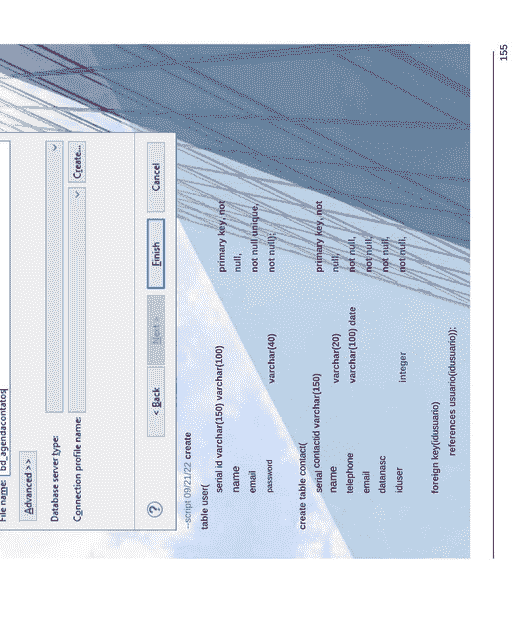 File name: bd_agendacontatos
Advanced >>
Database server type:
Connection profile name: Create...
? < Back Next > Finish Cancel
--script 09/21/22 create
table user(
serial id varchar(150) varchar(100) primary key, not
name null,
email not null unique,
password varchar(40) not null);
create table contact(
serial contactid varchar(150) primary key, not
name varchar(20) null,
telephone varchar(100) date not null,
email not null,
datanasc not null,
iduser integer not null,
foreign key(idusuario)
references usuario((idusuario));
155